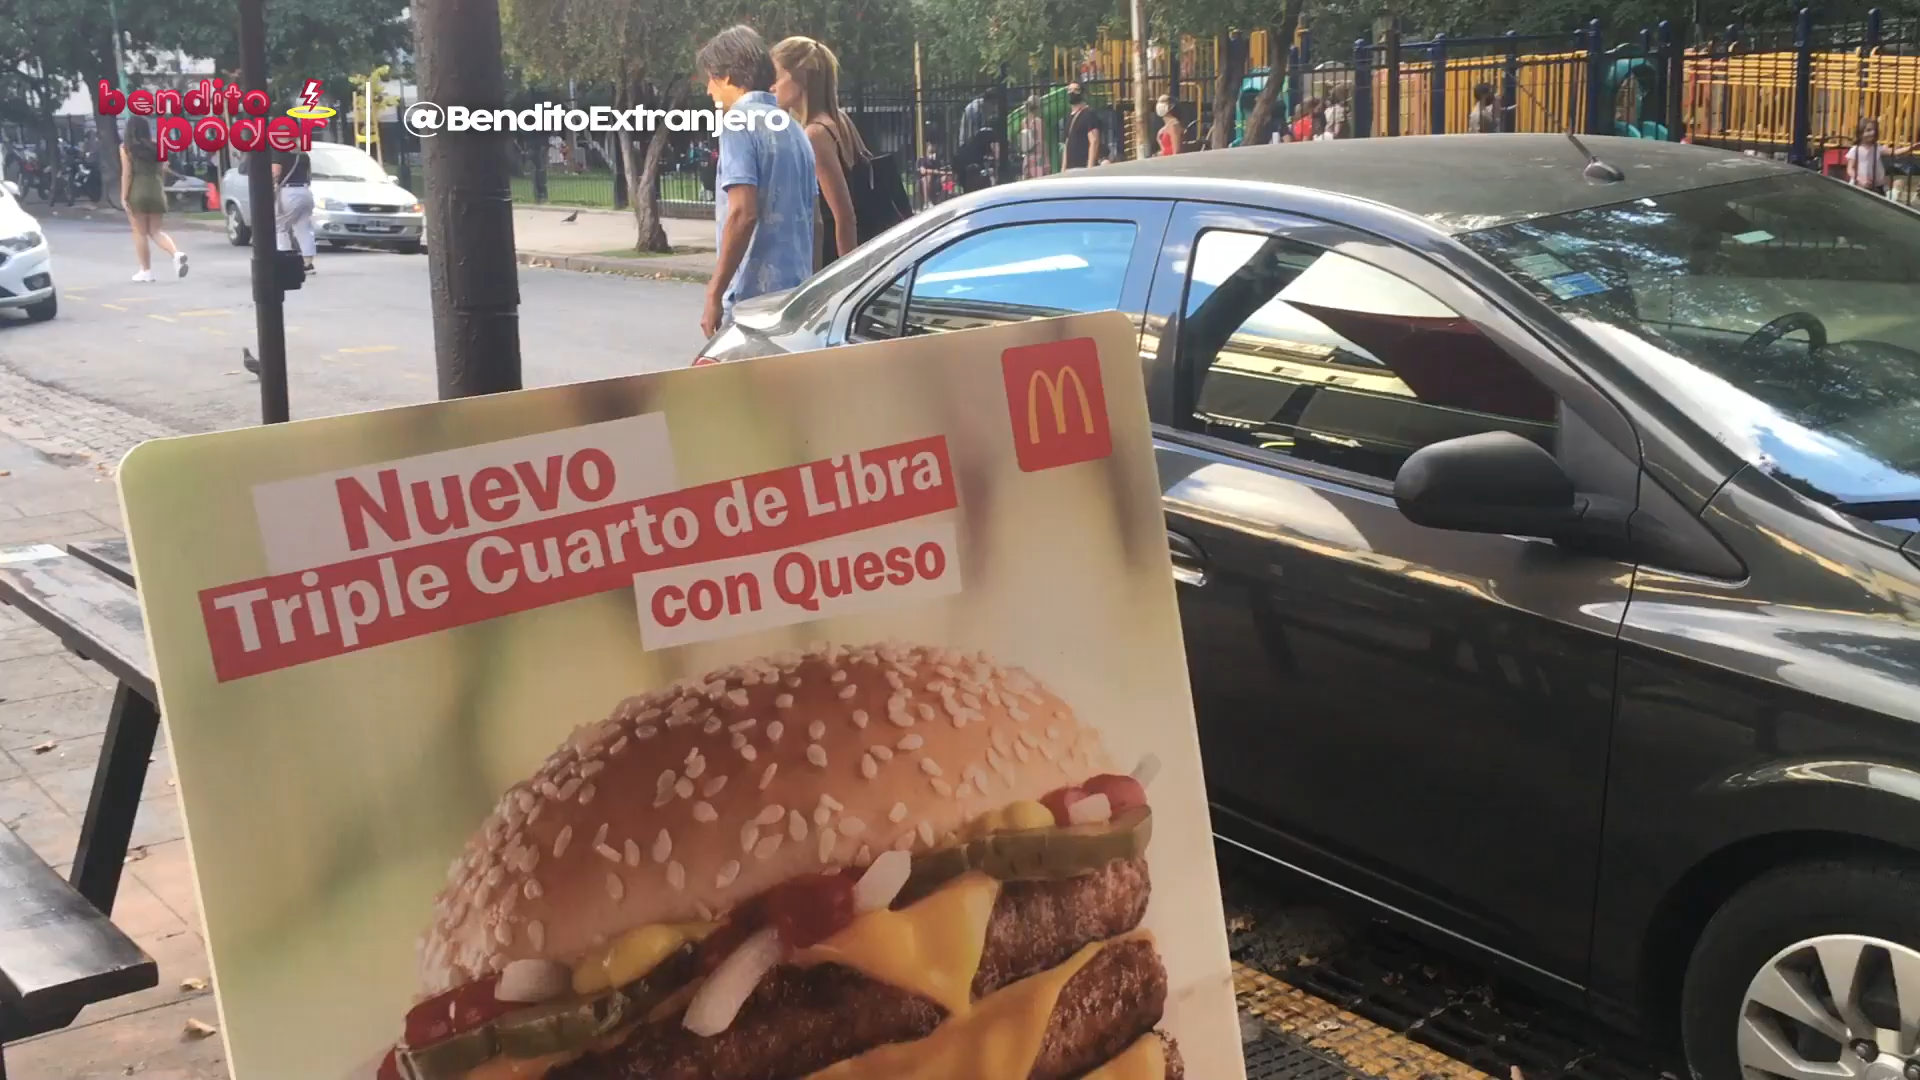 bendito
poder
@BenditoExtranjero
Nuevo
Triple Cuarto de Libra
con Queso